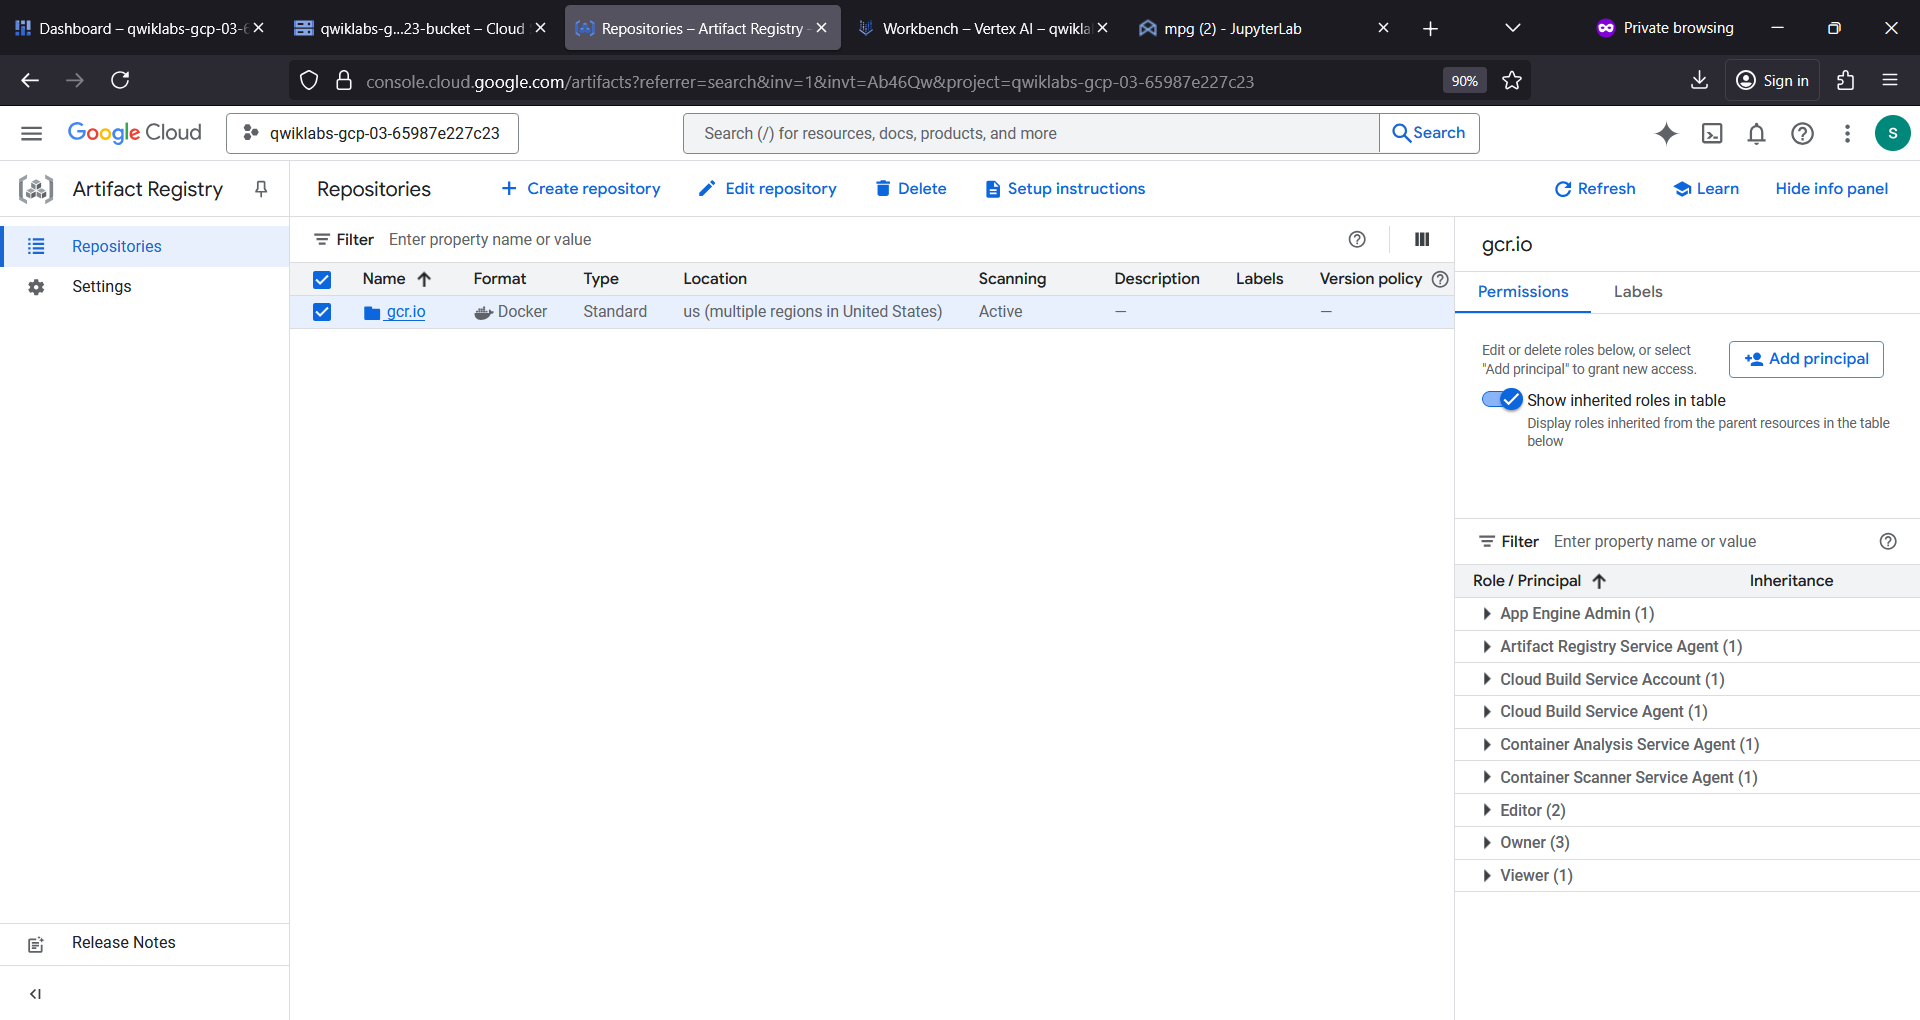 Dashboard – qwiklabs-gcp-03-6
qwiklabs-g...23-bucket – Cloud
Repositories – Artifact Registry
Workbench – Vertex AI – qwikla
mpg (2) - JupyterLab
Private browsing
console.cloud.google.com/artifacts?referrer=search&inv=1&invt=Ab46Qw&project=qwiklabs-gcp-03-65987e227c23
90%
Sign in
Google Cloud
qwiklabs-gcp-03-65987e227c23
Search (/) for resources, docs, products, and more
Search
S
Artifact Registry
Repositories
Create repository
Edit repository
Delete
Setup instructions
Refresh
Learn
Hide info panel
Repositories
Settings
Release Notes
Filter Enter property name or value
Name Format Type Location Scanning Description Labels Version policy
gcr.io Docker Standard us (multiple regions in United States) Active — —
gcr.io
Permissions
Labels
Edit or delete roles below, or select
"Add principal" to grant new access.
Add principal
Show inherited roles in table
Display roles inherited from the parent resources in the table
below
Filter Enter property name or value
Role / Principal Inheritance
App Engine Admin (1)
Artifact Registry Service Agent (1)
Cloud Build Service Account (1)
Cloud Build Service Agent (1)
Container Analysis Service Agent (1)
Container Scanner Service Agent (1)
Editor (2)
Owner (3)
Viewer (1)